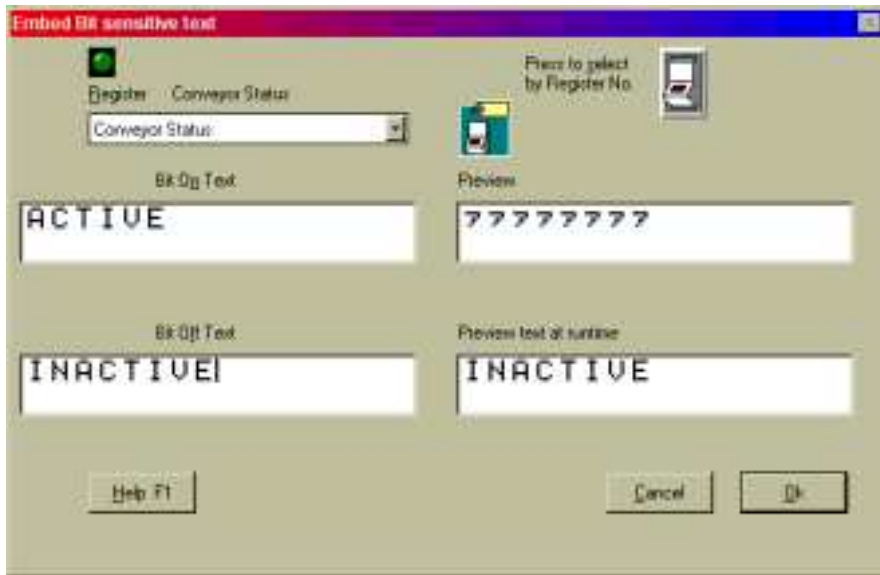 Embed Bit sensitive text
Press to select
by Register No.
Register Conveyor Status
Conveyor Status
Bit On Text
Preview
ACTIVE
77777777
Bit Off Text
Preview text at runtime
INACTIVE
INACTIVE
Help F1
Cancel
Ok